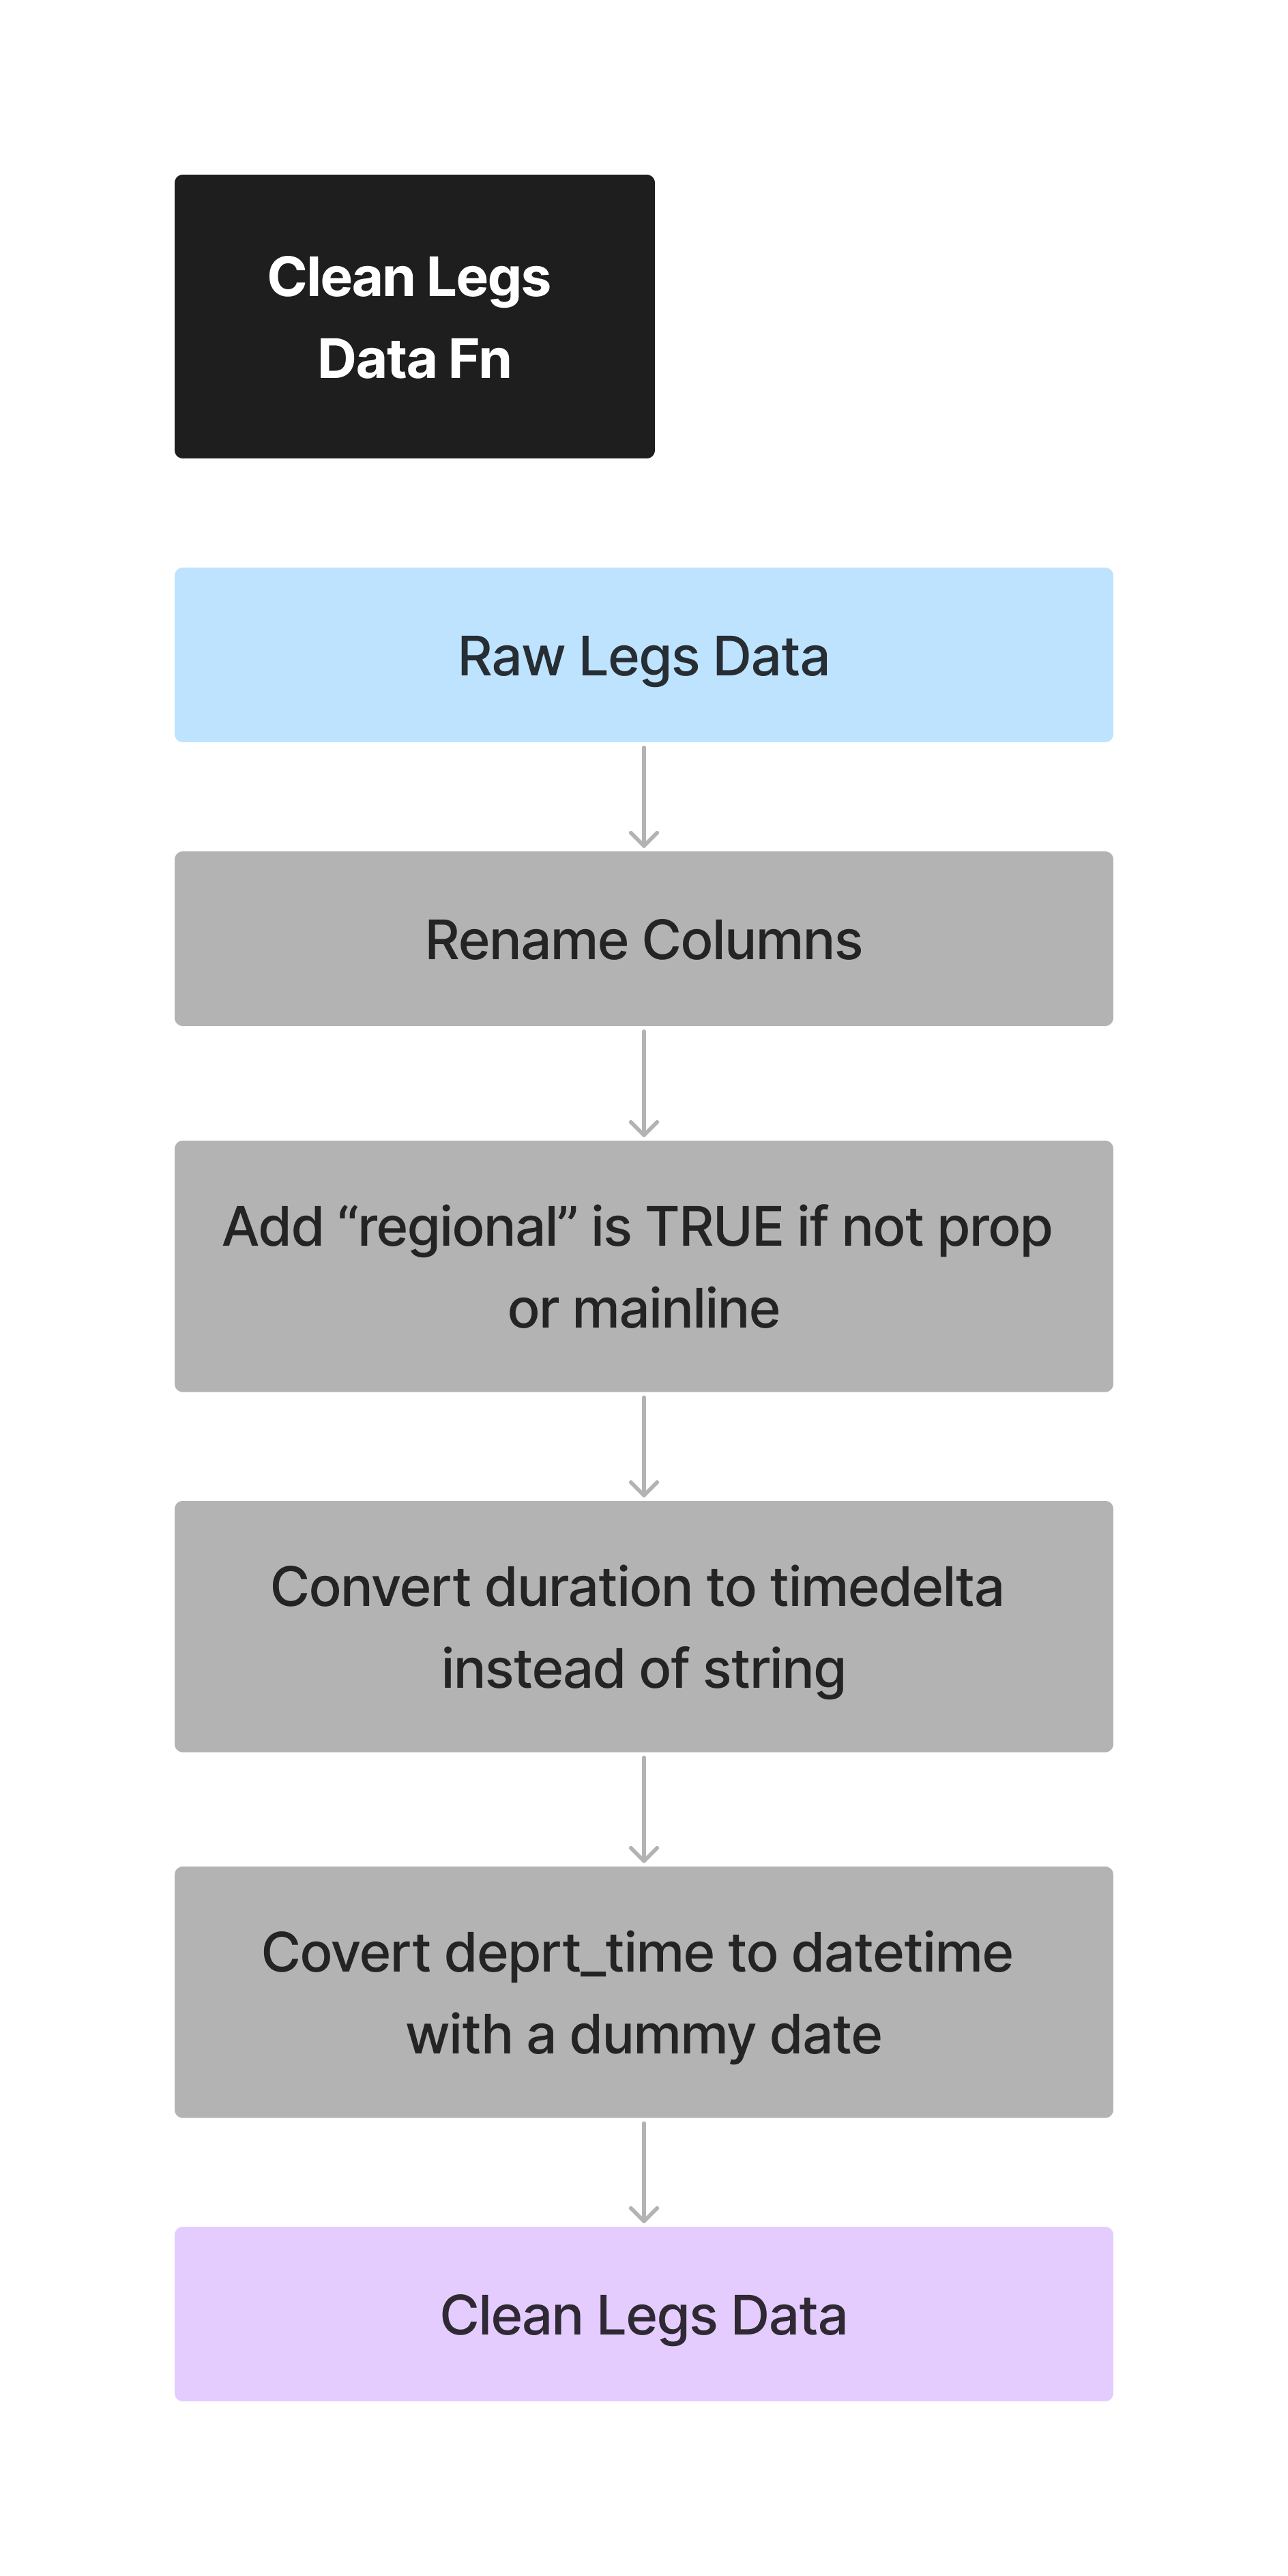 Clean Legs
Data Fn
Raw Legs Data
Rename Columns
Add “regional” is TRUE if not prop
or mainline
Convert duration to timedelta
instead of string
Covert deprt_time to datetime
with a dummy date
Clean Legs Data